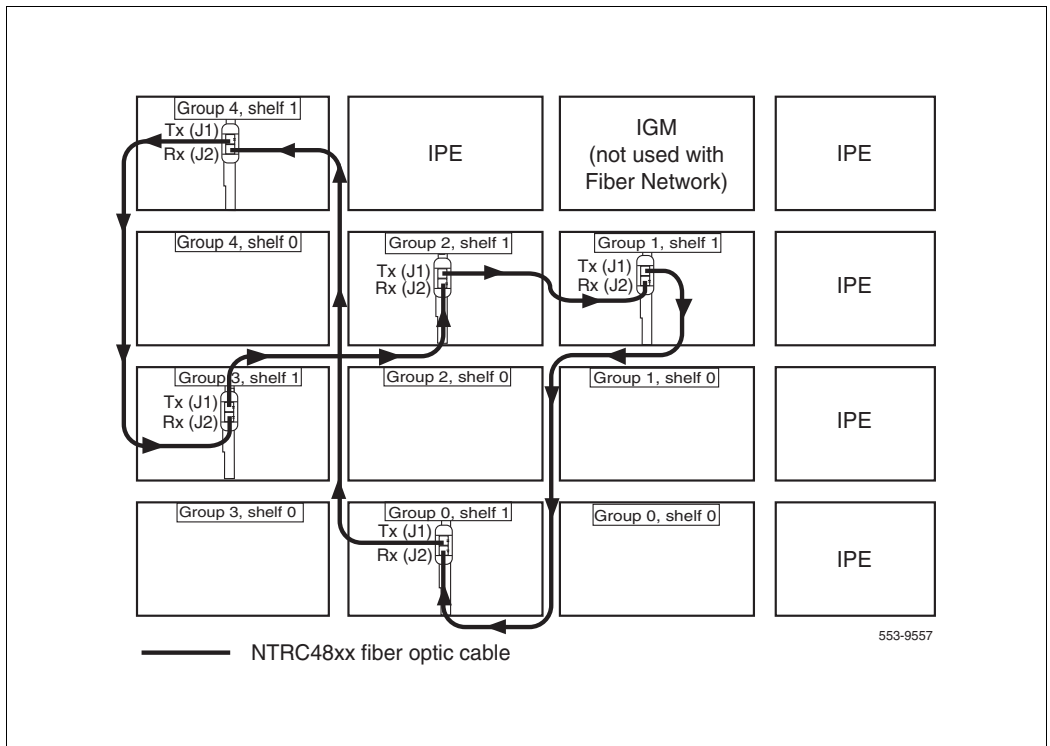 Group 4, shelf 1
Tx (J1)
Rx (J2)
IPE
IGM
(not used with
Fiber Network)
IPE
Group 4, shelf 0
Group 2, shelf 1
Tx (J1)
Rx (J2)
Group 1, shelf 1
Tx (J1)
Rx (J2)
IPE
Group 3, shelf 1
Tx (J1)
Rx (J2)
Group 2, shelf 0
Group 1, shelf 0
IPE
Group 3, shelf 0
Group 0, shelf 1
Tx (J1)
Rx (J2)
Group 0, shelf 0
IPE
553-9557
NTRC48xx fiber optic cable